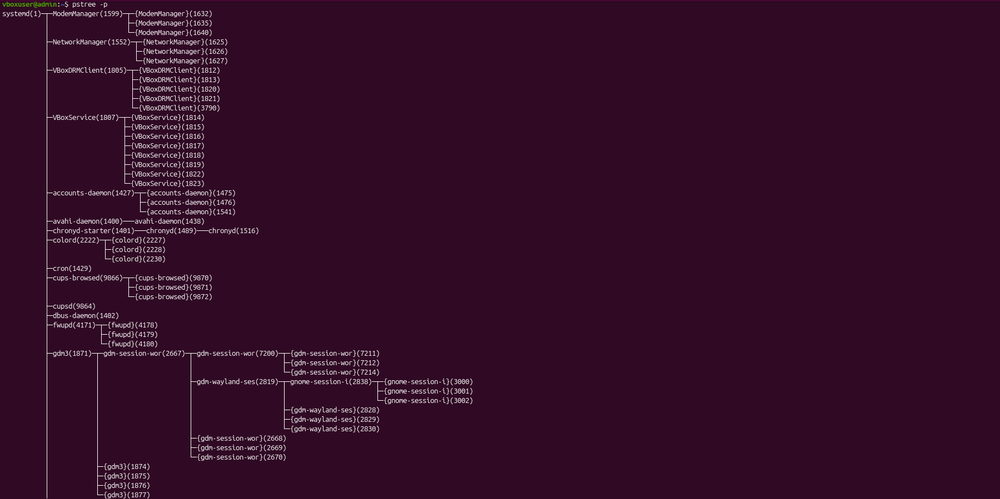 vboxuser@admin:~$ pstree -p
systemd(1)─┬─ModemManager(1599)─┬─{ModemManager}(1632)
           │                    ├─{ModemManager}(1635)
           │                    └─{ModemManager}(1640)
           ├─NetworkManager(1552)─┬─{NetworkManager}(1625)
           │                      ├─{NetworkManager}(1626)
           │                      └─{NetworkManager}(1627)
           ├─VBoxDRMClient(1805)─┬─{VBoxDRMClient}(1812)
           │                     ├─{VBoxDRMClient}(1813)
           │                     ├─{VBoxDRMClient}(1820)
           │                     ├─{VBoxDRMClient}(1821)
           │                     └─{VBoxDRMClient}(3790)
           ├─VBoxService(1807)─┬─{VBoxService}(1814)
           │                   ├─{VBoxService}(1815)
           │                   ├─{VBoxService}(1816)
           │                   ├─{VBoxService}(1817)
           │                   ├─{VBoxService}(1818)
           │                   ├─{VBoxService}(1819)
           │                   ├─{VBoxService}(1822)
           │                   └─{VBoxService}(1823)
           ├─accounts-daemon(1427)─┬─{accounts-daemon}(1475)
           │                       ├─{accounts-daemon}(1476)
           │                       └─{accounts-daemon}(1541)
           ├─avahi-daemon(1400)───avahi-daemon(1438)
           ├─chronyd-starter(1401)───chronyd(1489)───chronyd(1516)
           ├─colord(2222)─┬─{colord}(2227)
           │              ├─{colord}(2228)
           │              └─{colord}(2230)
           ├─cron(1429)
           ├─cups-browsed(9866)─┬─{cups-browsed}(9870)
           │                    ├─{cups-browsed}(9871)
           │                    └─{cups-browsed}(9872)
           ├─cupsd(9864)
           ├─dbus-daemon(1402)
           ├─fwupd(4171)─┬─{fwupd}(4178)
           │             ├─{fwupd}(4179)
           │             └─{fwupd}(4180)
           ├─gdm3(1871)─┬─gdm-session-wor(2667)─┬─gdm-session-wor(7200)─┬─{gdm-session-wor}(7211)
           │            │                       │                       ├─{gdm-session-wor}(7212)
           │            │                       │                       └─{gdm-session-wor}(7214)
           │            │                       ├─gdm-wayland-ses(2819)─┬─gnome-session-i(2838)─┬─{gnome-session-i}(3000)
           │            │                       │                       │                       ├─{gnome-session-i}(3001)
           │            │                       │                       │                       └─{gnome-session-i}(3002)
           │            │                       │                       ├─{gdm-wayland-ses}(2828)
           │            │                       │                       ├─{gdm-wayland-ses}(2829)
           │            │                       │                       └─{gdm-wayland-ses}(2830)
           │            │                       ├─{gdm-session-wor}(2668)
           │            │                       ├─{gdm-session-wor}(2669)
           │            │                       └─{gdm-session-wor}(2670)
           │            ├─{gdm3}(1874)
           │            ├─{gdm3}(1875)
           │            ├─{gdm3}(1876)
           │            └─{gdm3}(1877)